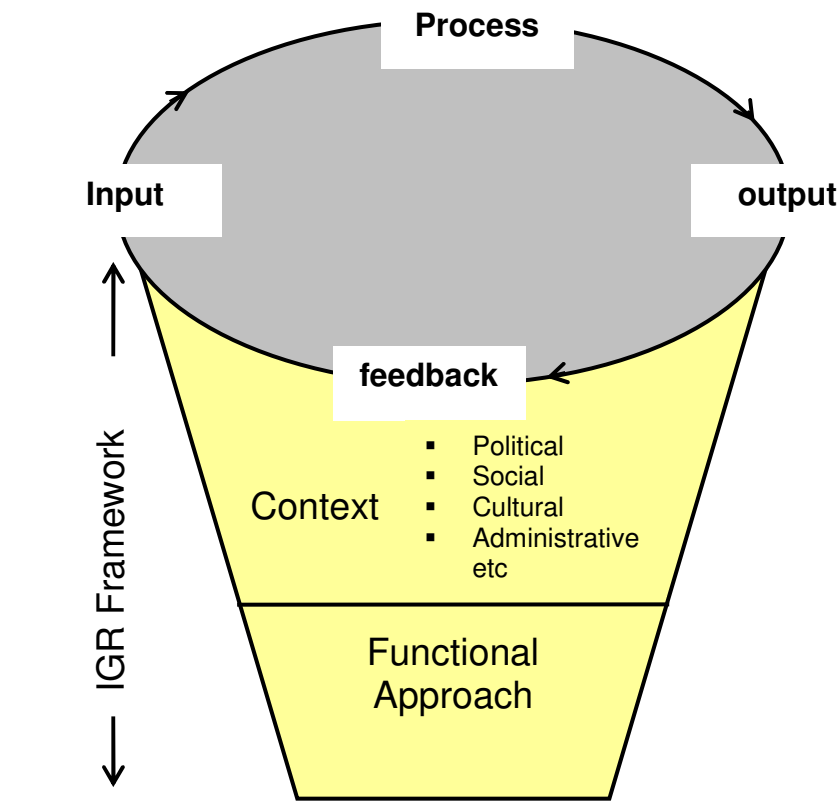 Process
Input
output
feedback
▪ Political
▪ Social
Context
▪ Cultural
▪ Administrative
etc
IGR Framework
Functional
Approach